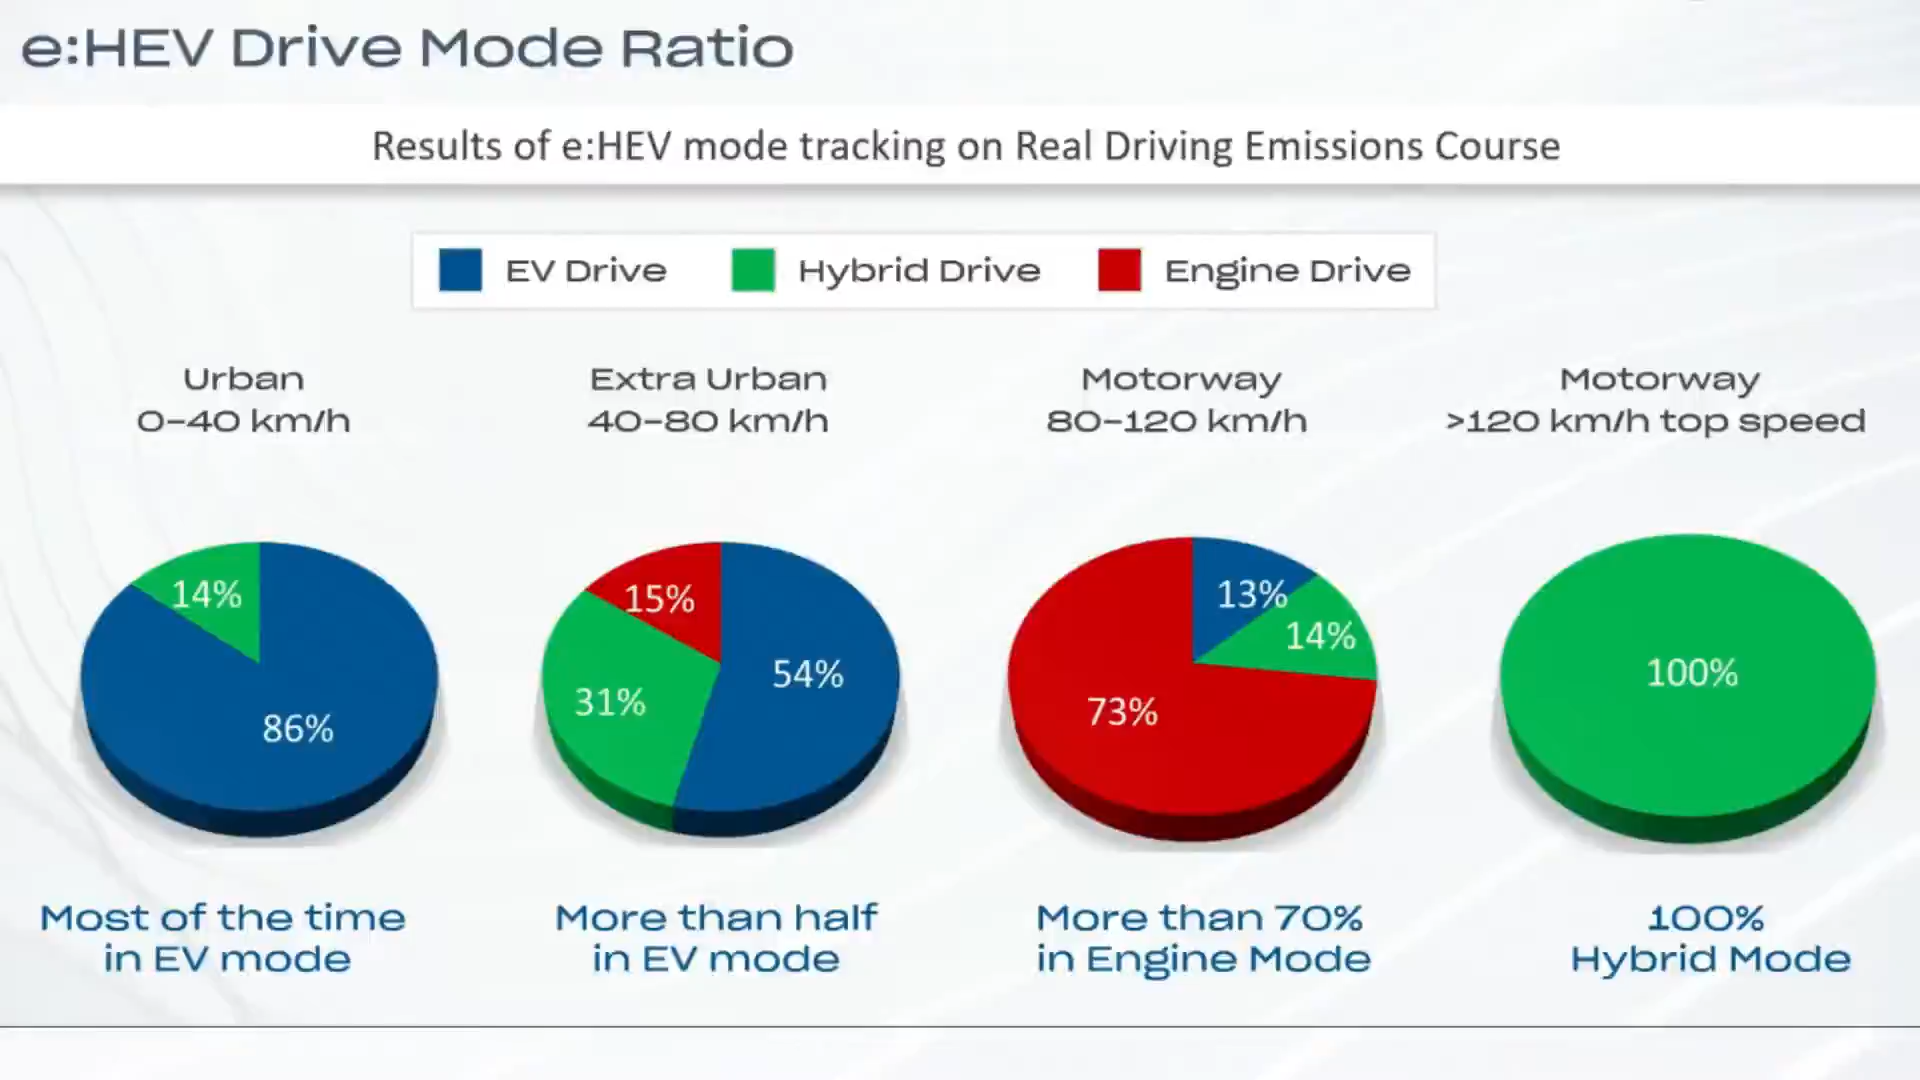 e:HEV Drive Mode Ratio
Results of e:HEV mode tracking on Real Driving Emissions Course
EV Drive
Hybrid Drive
Engine Drive
Urban
0–40 km/h
Extra Urban
40–80 km/h
Motorway
80–120 km/h
Motorway
>120 km/h top speed
14%
86%
15%
54%
31%
13%
14%
73%
100%
Most of the time
in EV mode
More than half
in EV mode
More than 70%
in Engine Mode
100%
Hybrid Mode